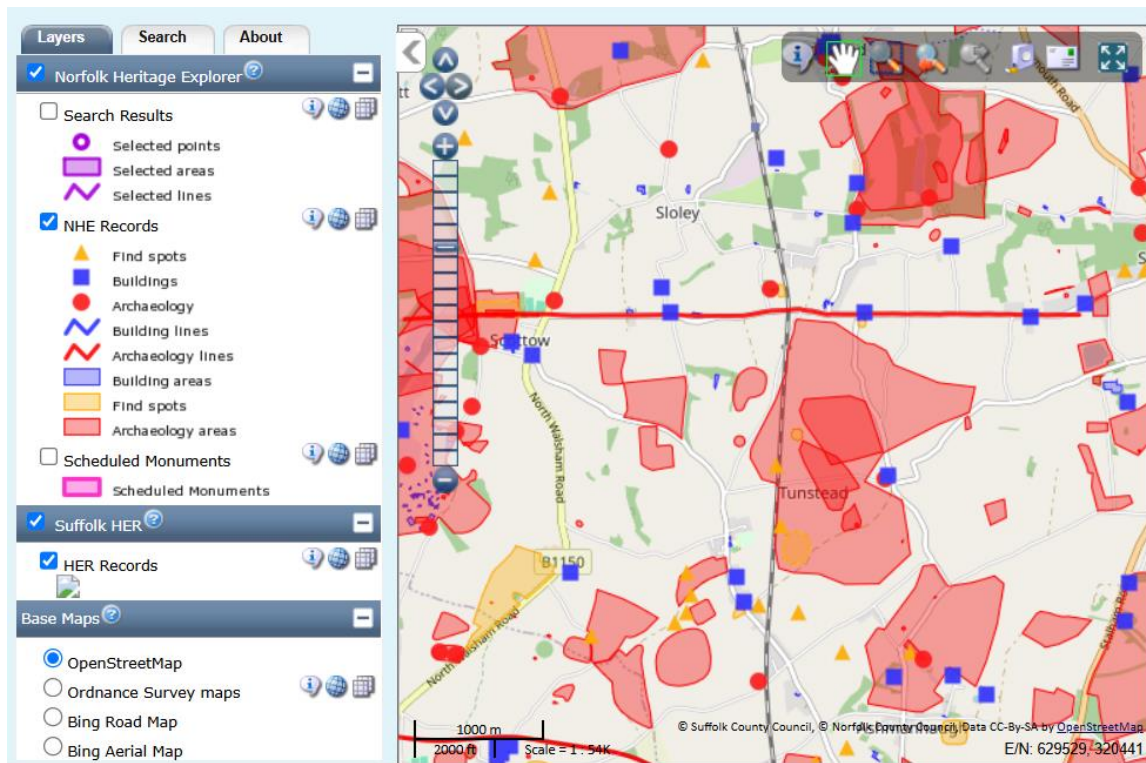 Layers
Search
About
Norfolk Heritage Explorer
Search Results
Selected points
Selected areas
Selected lines
NHE Records
Find spots
Buildings
Archaeology
Building lines
Archaeology lines
Building areas
Find spots
Archaeology areas
Scheduled Monuments
Scheduled Monuments
Suffolk HER
HER Records
Base Maps
OpenStreetMap
Ordnance Survey maps
Bing Road Map
Bing Aerial Map
Sloley
Scottow
North Walsham Road
Tunstead
B1150
North Walsham Road
1000 m
2000 ft
Scale = 1 : 54K
© Suffolk County Council, © Norfolk County Council, Data CC-By-SA by OpenStreetMap
E/N: 629529, 320441